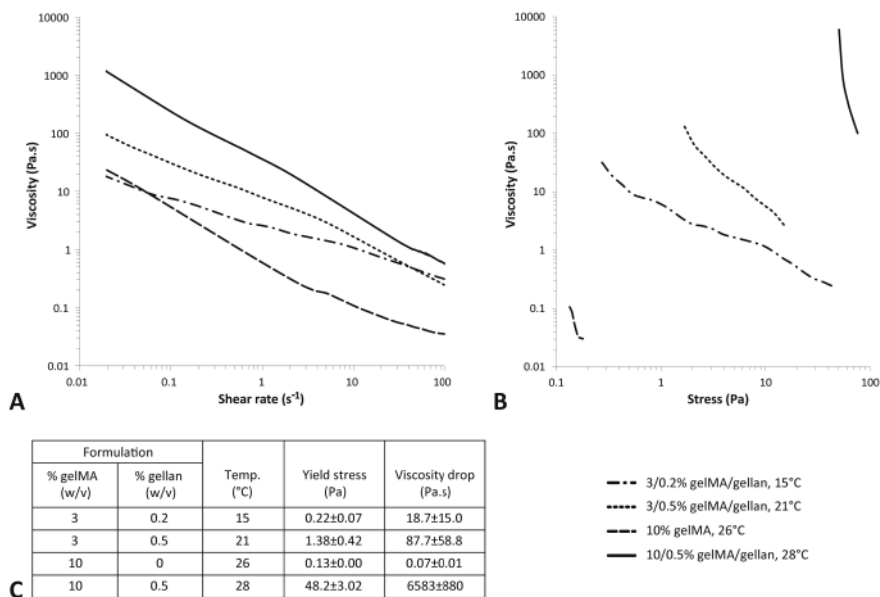 10000
1000
100
10
1
0.1
0.01
Viscosity (Pa.s)
0.01 0.1 1 10 100
Shear rate (s⁻¹)
A
10000
1000
100
10
1
0.1
0.01
Viscosity (Pa.s)
0.1 1 10 100
Stress (Pa)
B
Formulation
% gelMA (w/v) % gellan (w/v) Temp. (°C) Yield stress (Pa) Viscosity drop (Pa.s)
3 0.2 15 0.22±0.07 18.7±15.0
3 0.5 21 1.38±0.42 87.7±58.8
10 0 26 0.13±0.00 0.07±0.01
10 0.5 28 48.2±3.02 6583±880
C
3/0.2% gelMA/gellan, 15°C
3/0.5% gelMA/gellan, 21°C
10% gelMA, 26°C
10/0.5% gelMA/gellan, 28°C